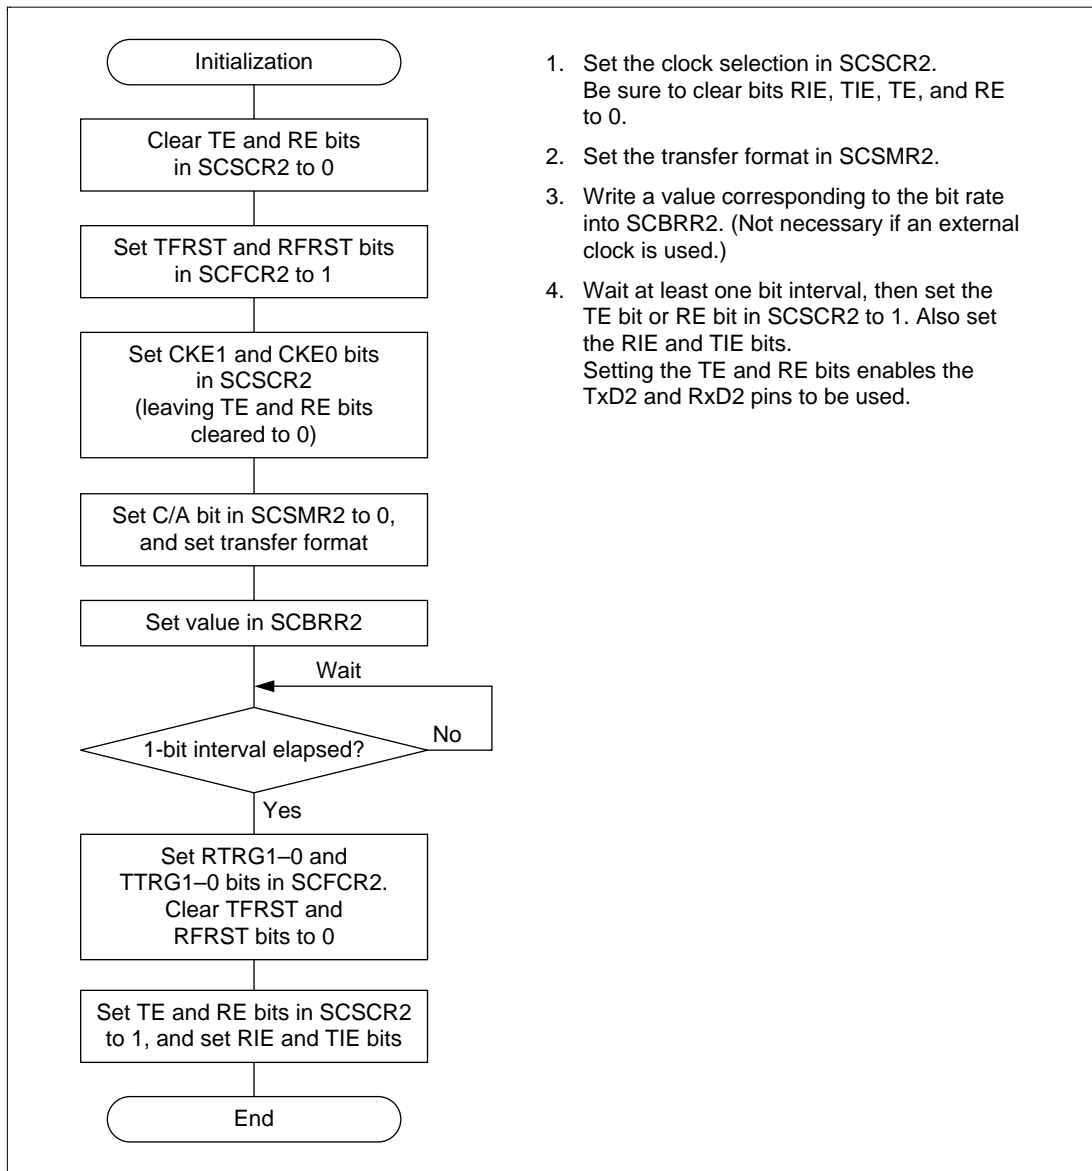 Initialization
Clear TE and RE bits
in SCSCR2 to 0
Set TFRST and RFRST bits
in SCFCR2 to 1
Set CKE1 and CKE0 bits
in SCSCR2
(leaving TE and RE bits
cleared to 0)
Set C/A bit in SCSMR2 to 0,
and set transfer format
Set value in SCBRR2
Wait
1-bit interval elapsed?
No
Yes
Set RTRG1–0 and
TTRG1–0 bits in SCFCR2.
Clear TFRST and
RFRST bits to 0
Set TE and RE bits in SCSCR2
to 1, and set RIE and TIE bits
End
1. Set the clock selection in SCSCR2.
Be sure to clear bits RIE, TIE, TE, and RE
to 0.
2. Set the transfer format in SCSMR2.
3. Write a value corresponding to the bit rate
into SCBRR2. (Not necessary if an external
clock is used.)
4. Wait at least one bit interval, then set the
TE bit or RE bit in SCSCR2 to 1. Also set
the RIE and TIE bits.
Setting the TE and RE bits enables the
TxD2 and RxD2 pins to be used.